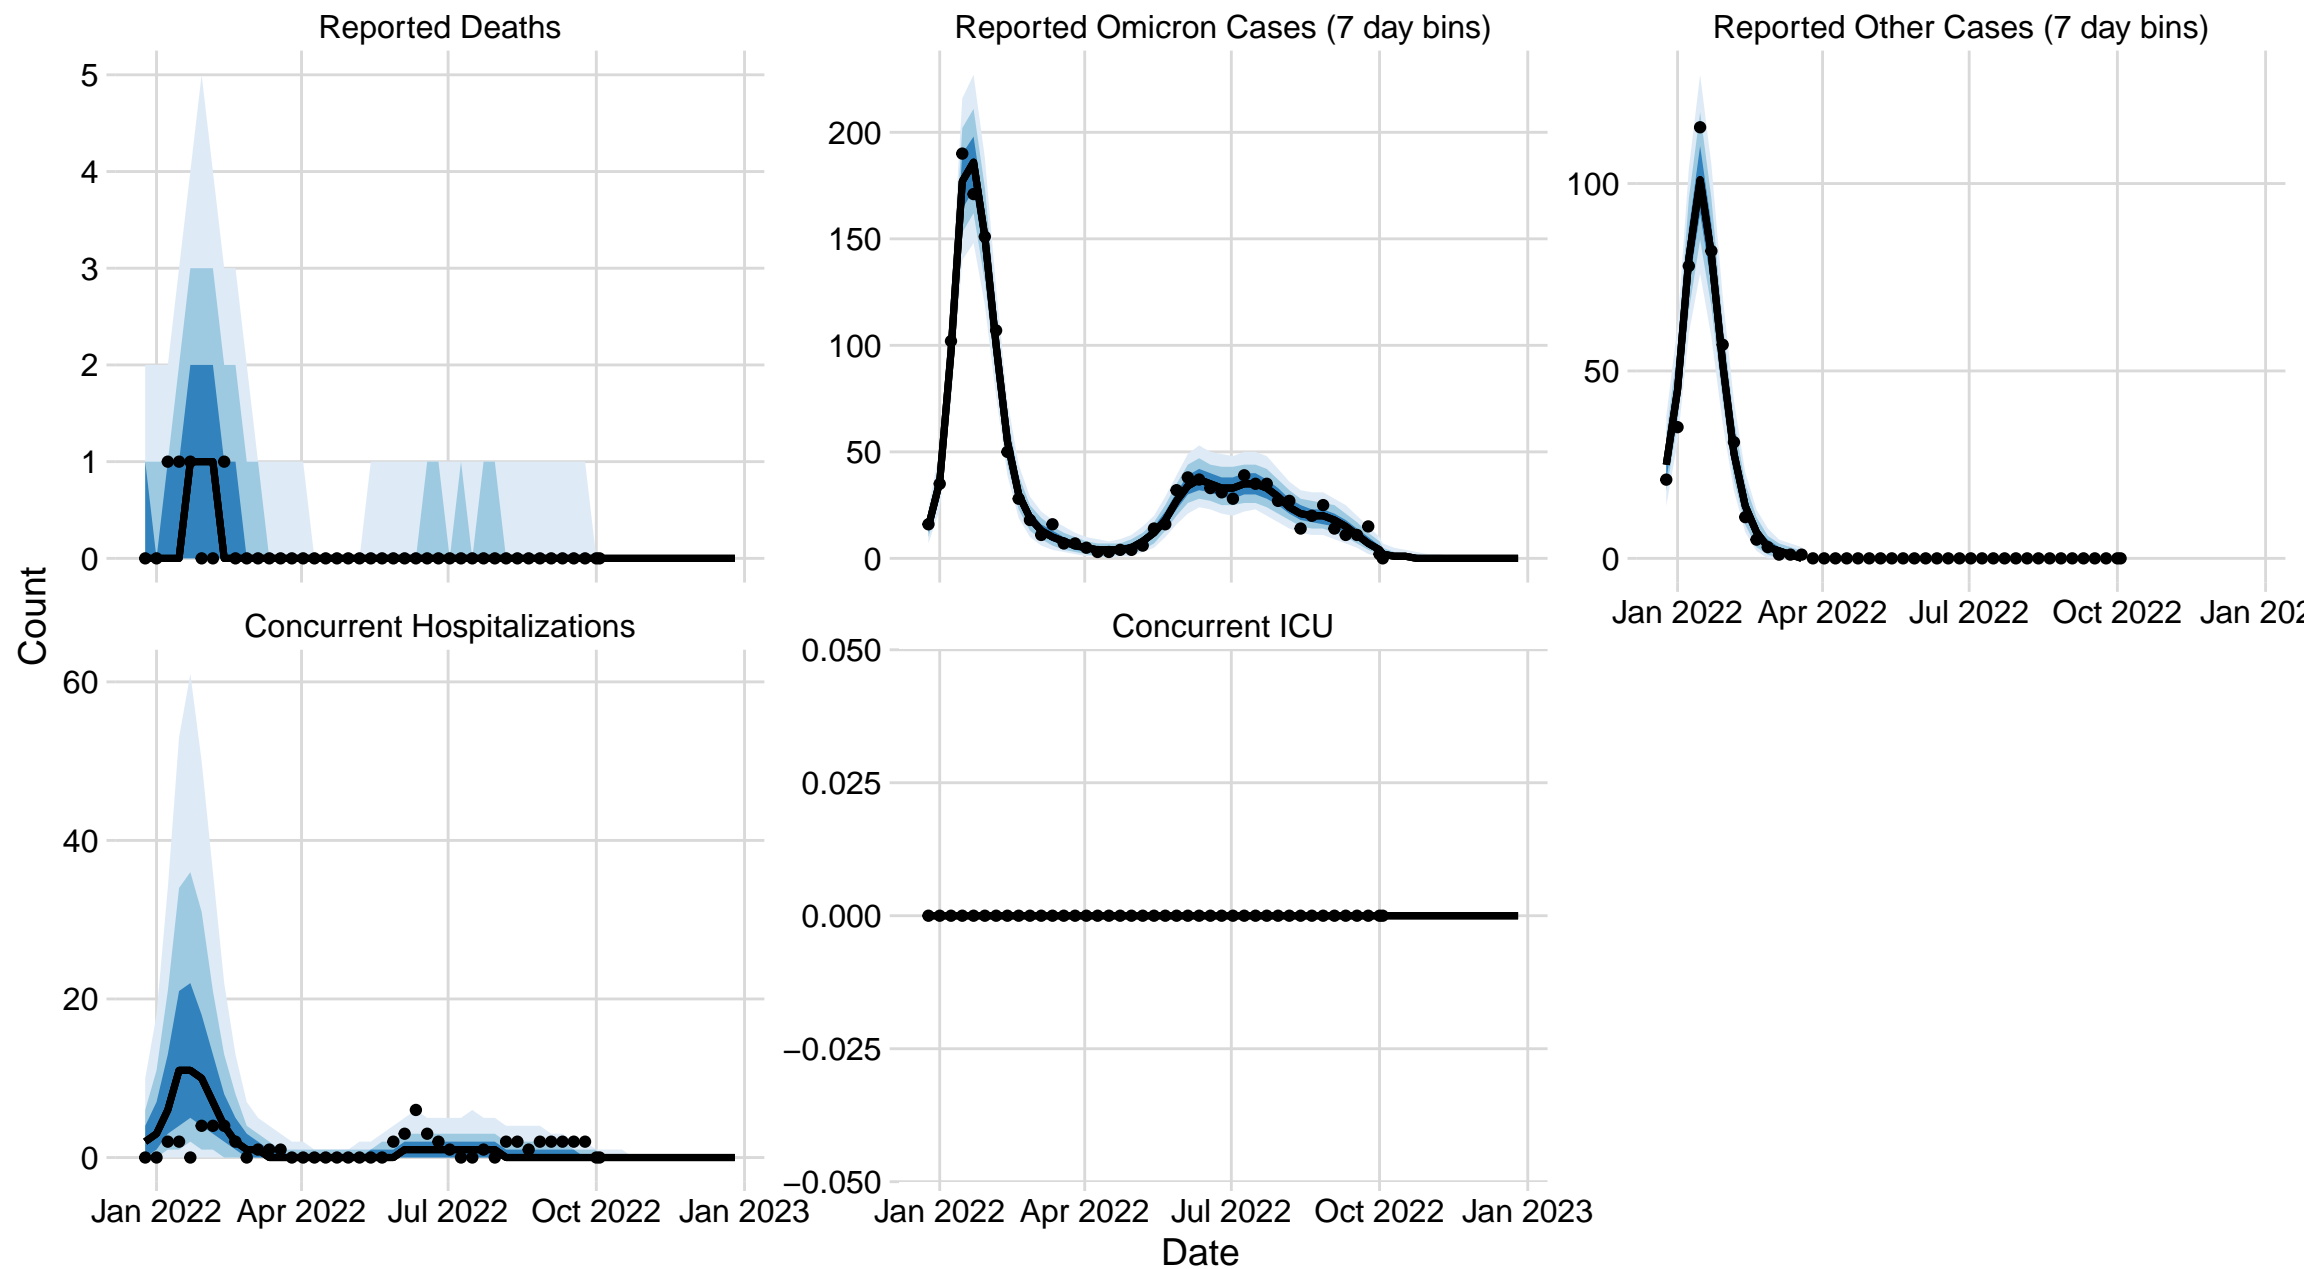 Reported Deaths
5
4
3
2
1
0
Reported Omicron Cases (7 day bins)
200
150
100
50
0
Reported Other Cases (7 day bins)
100
50
0
Jan 2022 Apr 2022 Jul 2022 Oct 2022 Jan 202
Count
Concurrent Hospitalizations
60
40
20
0
Jan 2022 Apr 2022 Jul 2022 Oct 2022 Jan 2023
Concurrent ICU
0.050
0.025
0.000
−0.025
−0.050
Jan 2022 Apr 2022 Jul 2022 Oct 2022 Jan 2023
Date